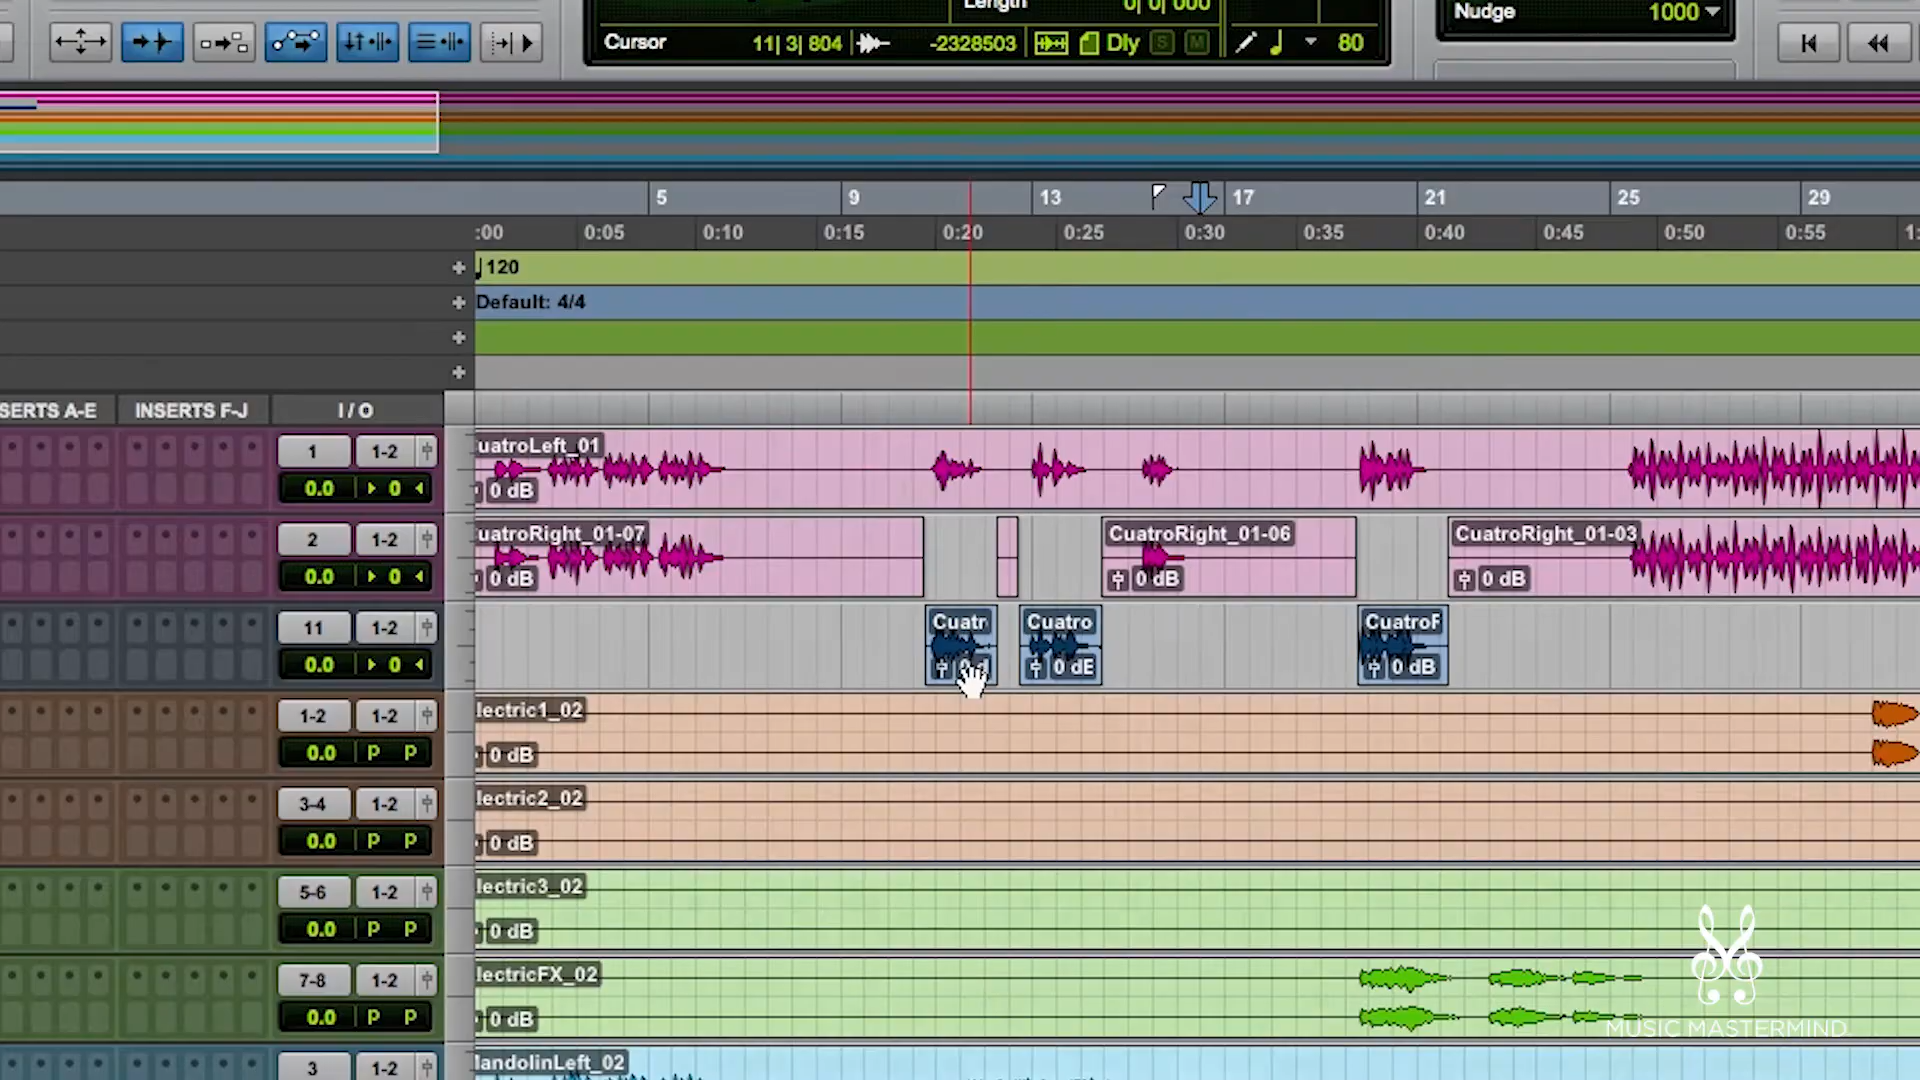 Length 0| 0| 000
Nudge 1000
Cursor 11| 3| 804 -2328503 Dly S M 80
5 9 13 17 21 25 29
:00 0:05 0:10 0:15 0:20 0:25 0:30 0:35 0:40 0:45 0:50 0:55 1:
+ 120
+ Default: 4/4
+
+
SERTS A-E INSERTS F-J I / O
1 1-2 uatroLeft_01
0.0 0 0 dB
2 1-2 uatroRight_01-07 CuatroRight_01-06 CuatroRight_01-03
0.0 0 0 dB 0 dB 0 dB
11 1-2 Cuatr Cuatro CuatroF
0.0 0 0 d 0 dE 0 dB
1-2 1-2 lectric1_02
0.0 P P 0 dB
3-4 1-2 lectric2_02
0.0 P P 0 dB
5-6 1-2 lectric3_02
0.0 P P 0 dB
7-8 1-2 lectricFX_02
0.0 P P 0 dB
MUSIC MASTERMIND
3 1-2 MandolinLeft_02